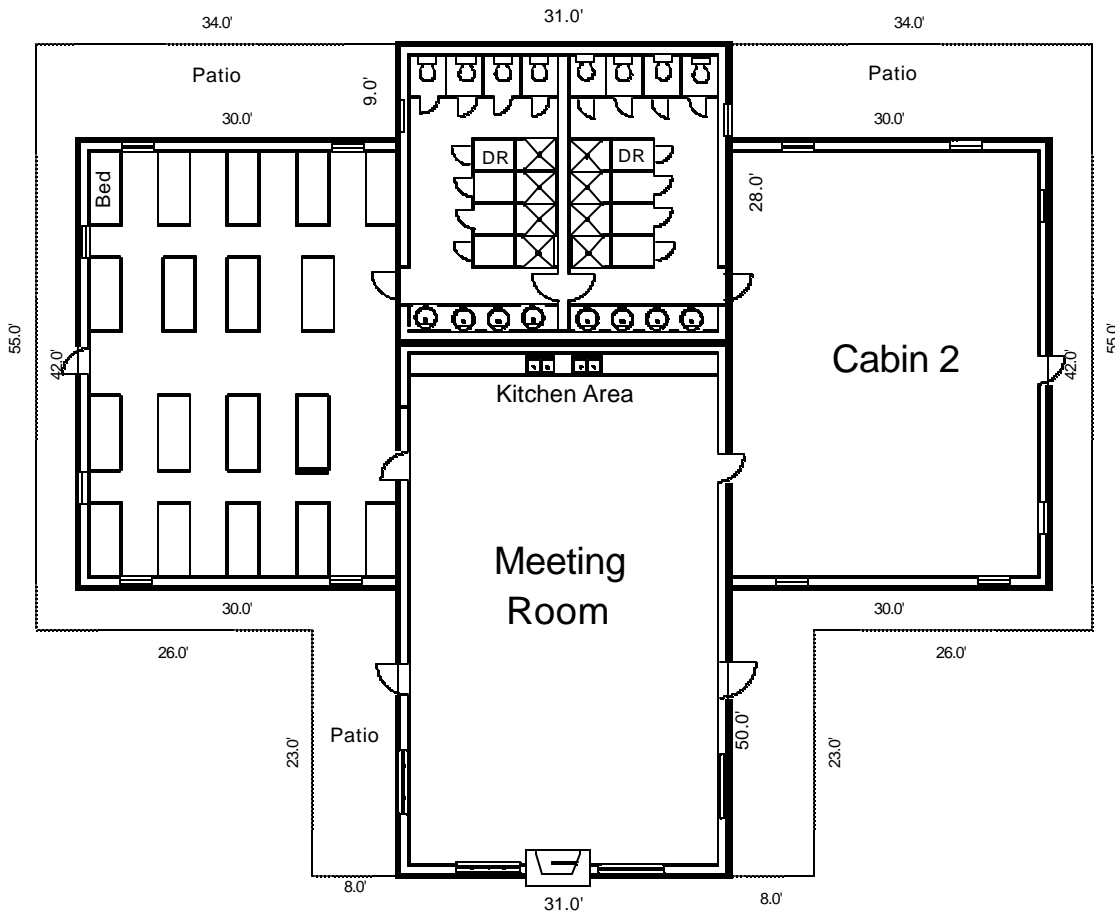 34.0'
31.0'
34.0'
Patio
9.0'
Patio
30.0'
30.0'
DR
DR
Bed
28.0'
55.0'
42.0'
Cabin 2
42.0'
55.0'
Kitchen Area
Meeting
Room
30.0'
30.0'
26.0'
26.0'
Patio
23.0'
50.0'
23.0'
8.0'
31.0'
8.0'